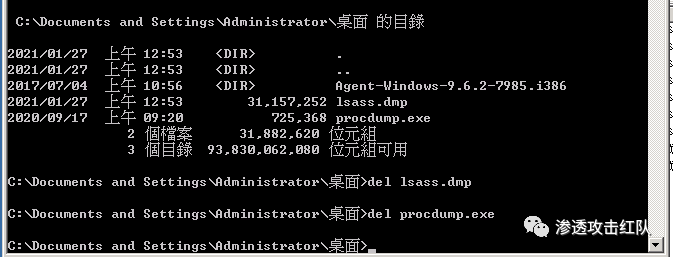 C:\Documents and Settings\Administrator\桌面 的目錄
2021/01/27 上午 12:53 <DIR> .
2021/01/27 上午 12:53 <DIR> ..
2017/07/04 上午 10:56 <DIR> Agent-Windows-9.6.2-7985.i386
2021/01/27 上午 12:53 31,157,252 lsass.dmp
2020/09/17 上午 09:20 725,368 procdump.exe
2 個檔案 31,882,620 位元組
3 個目錄 93,830,062,080 位元組可用
C:\Documents and Settings\Administrator\桌面>del lsass.dmp
C:\Documents and Settings\Administrator\桌面>del procdump.exe
C:\Documents and Settings\Administrator\桌面>_
渗透攻击红队